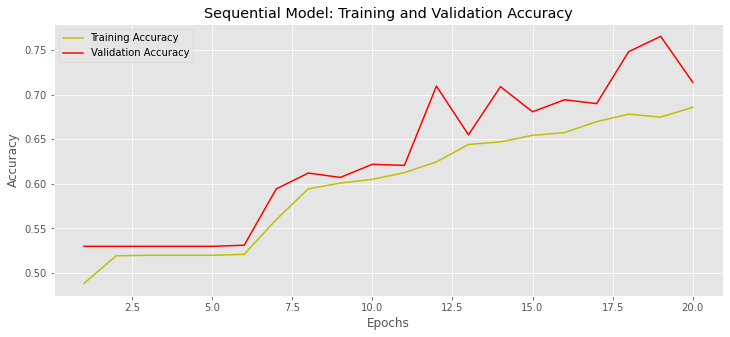 Sequential Model: Training and Validation Accuracy
Training Accuracy
Validation Accuracy
Accuracy
0.75
0.70
0.65
0.60
0.55
0.50
2.5 5.0 7.5 10.0 12.5 15.0 17.5 20.0
Epochs